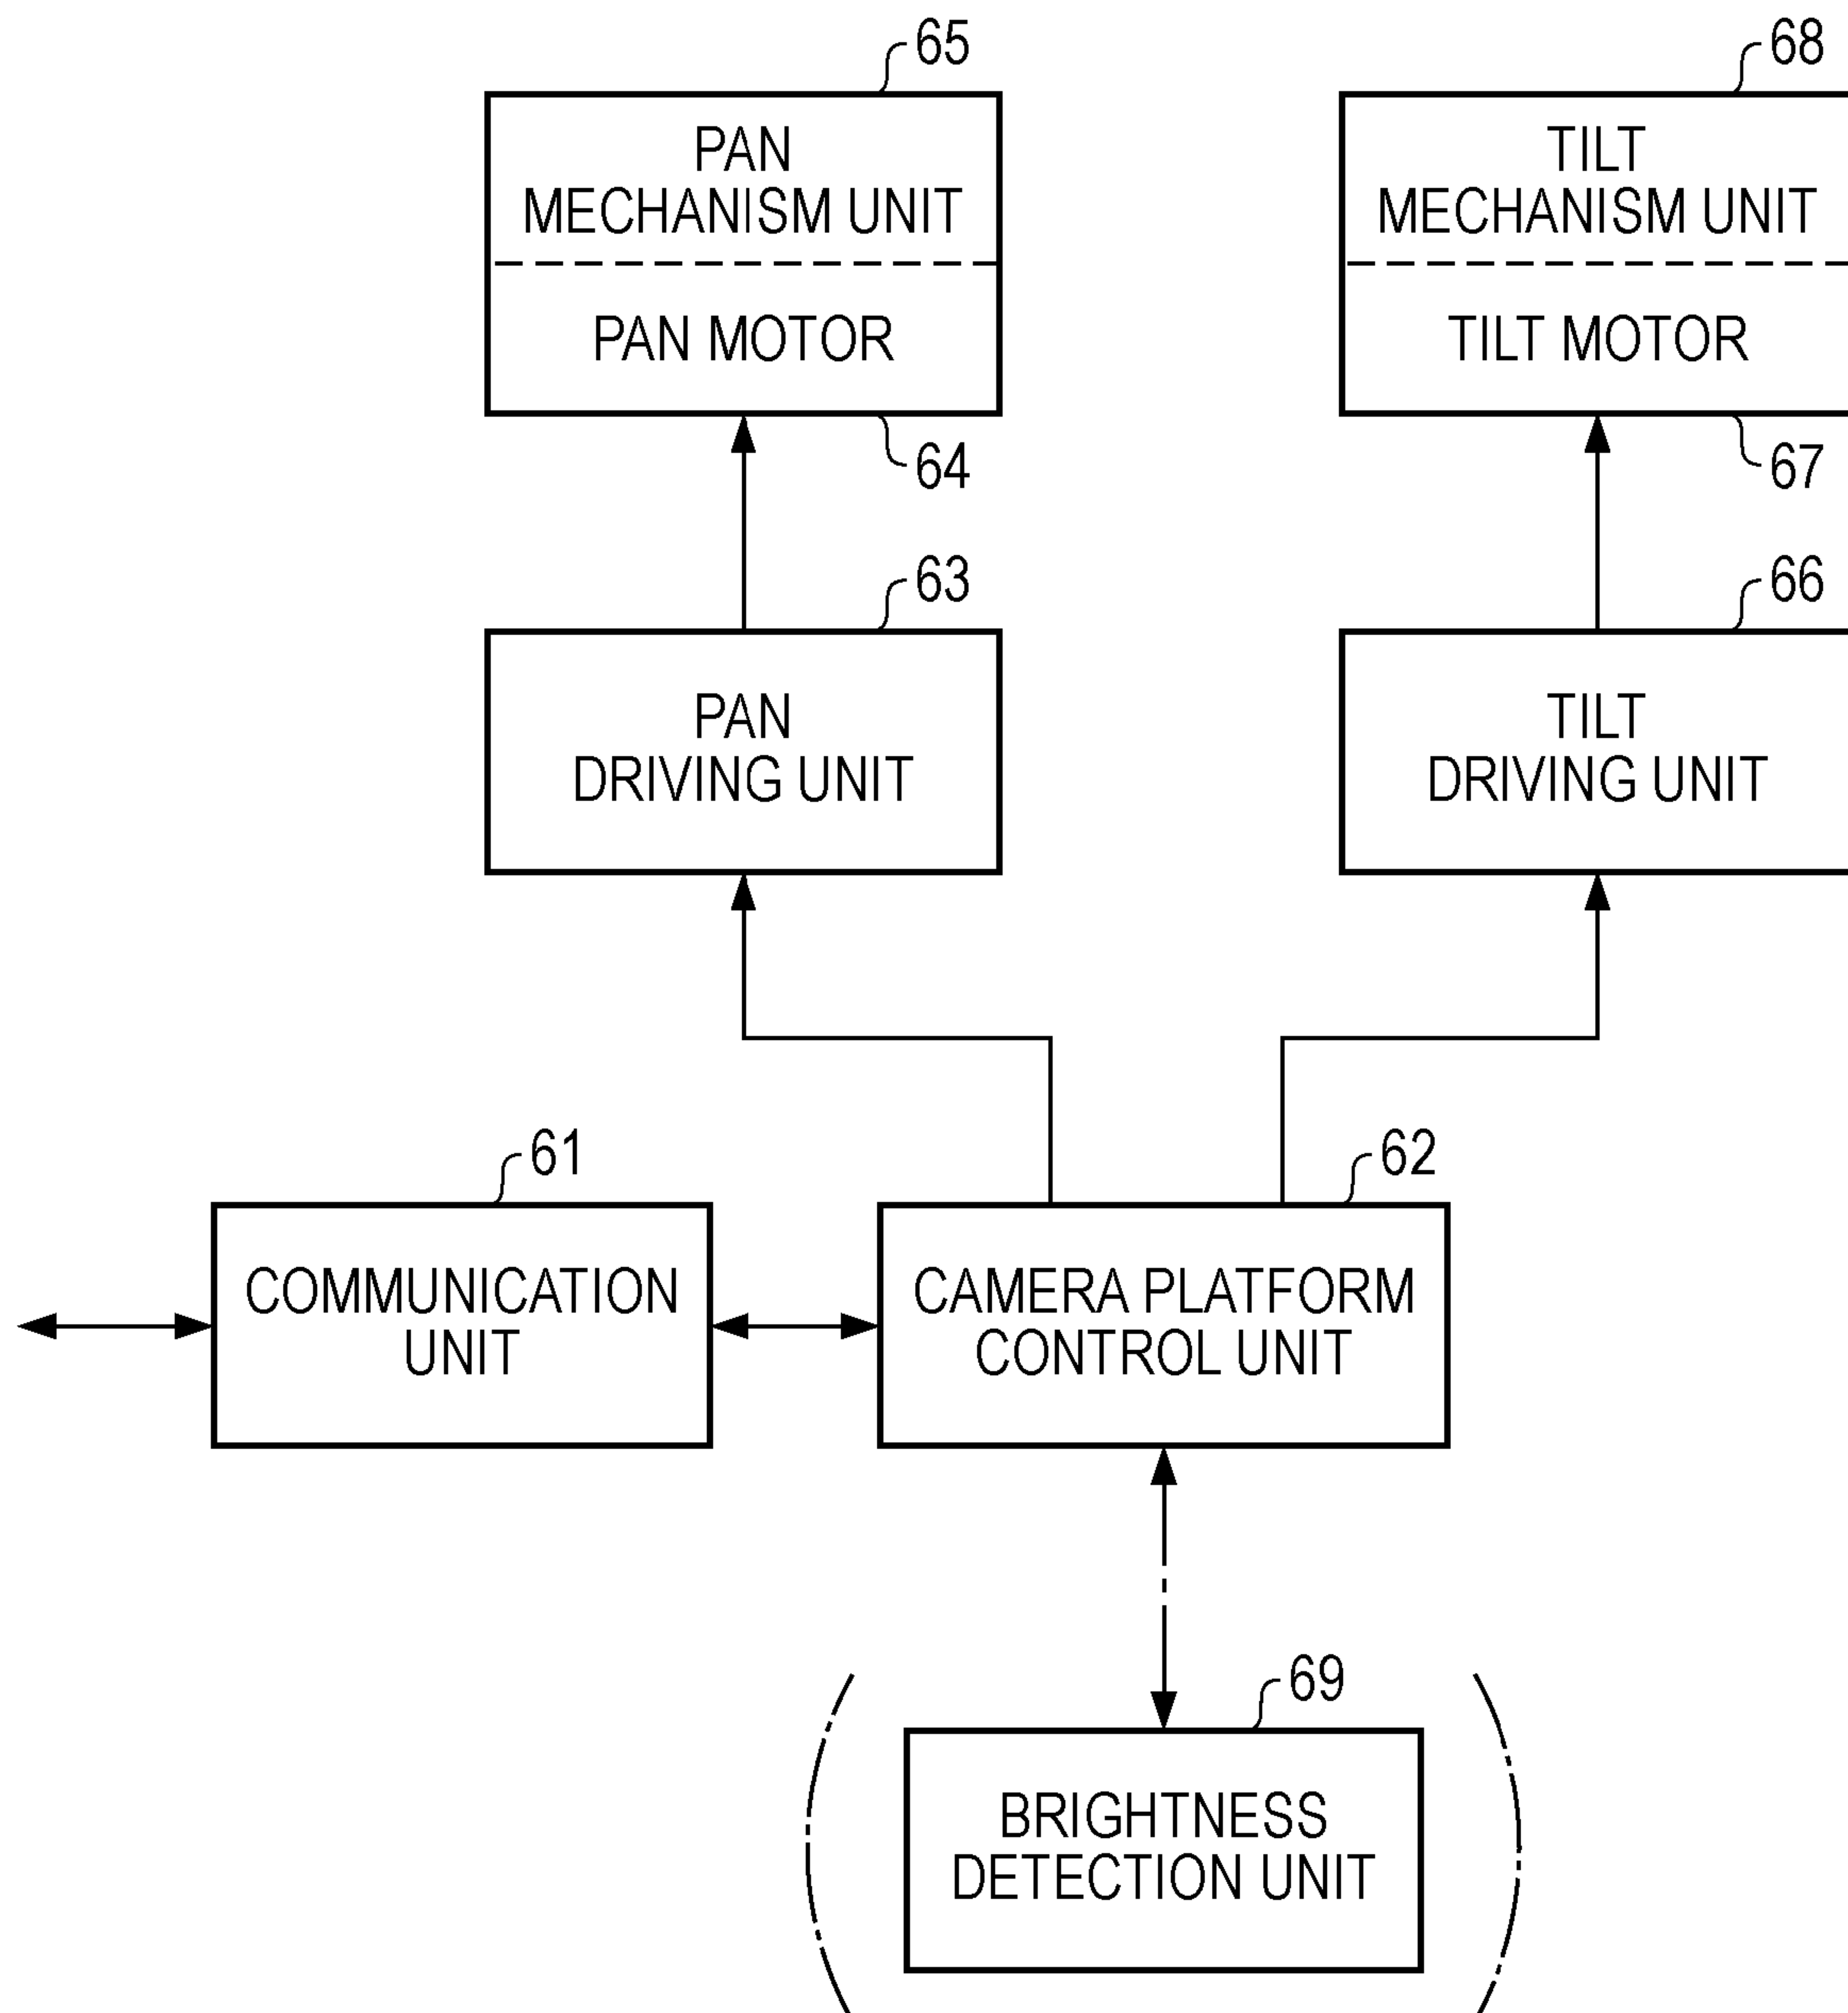 65
PAN
MECHANISM UNIT
PAN MOTOR
64
68
TILT
MECHANISM UNIT
TILT MOTOR
67
63
PAN
DRIVING UNIT
66
TILT
DRIVING UNIT
61
COMMUNICATION
UNIT
62
CAMERA PLATFORM
CONTROL UNIT
69
BRIGHTNESS
DETECTION UNIT